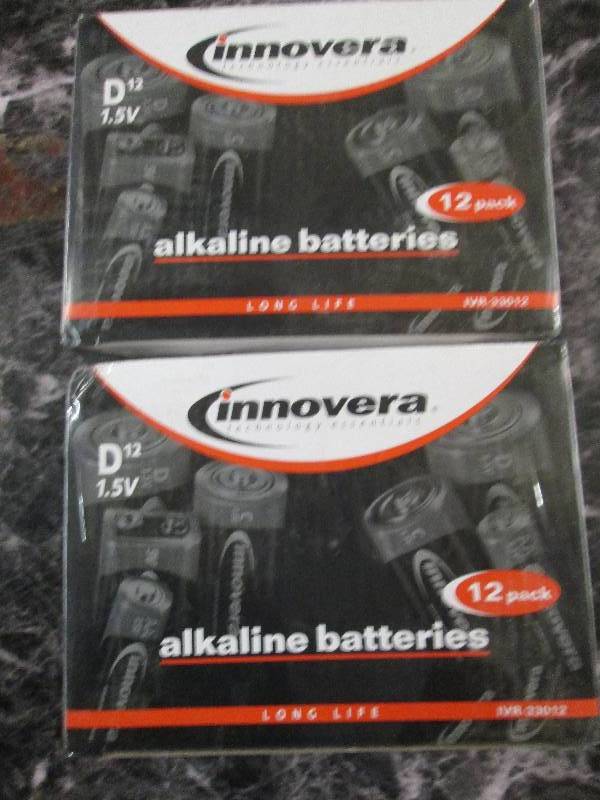 innovera
technology essentials
D12
1.5V
12 pack
alkaline batteries
LONG LIFE IVR-23012
innovera
technology essentials
D12
1.5V
12 pack
alkaline batteries
LONG LIFE IVR-23012